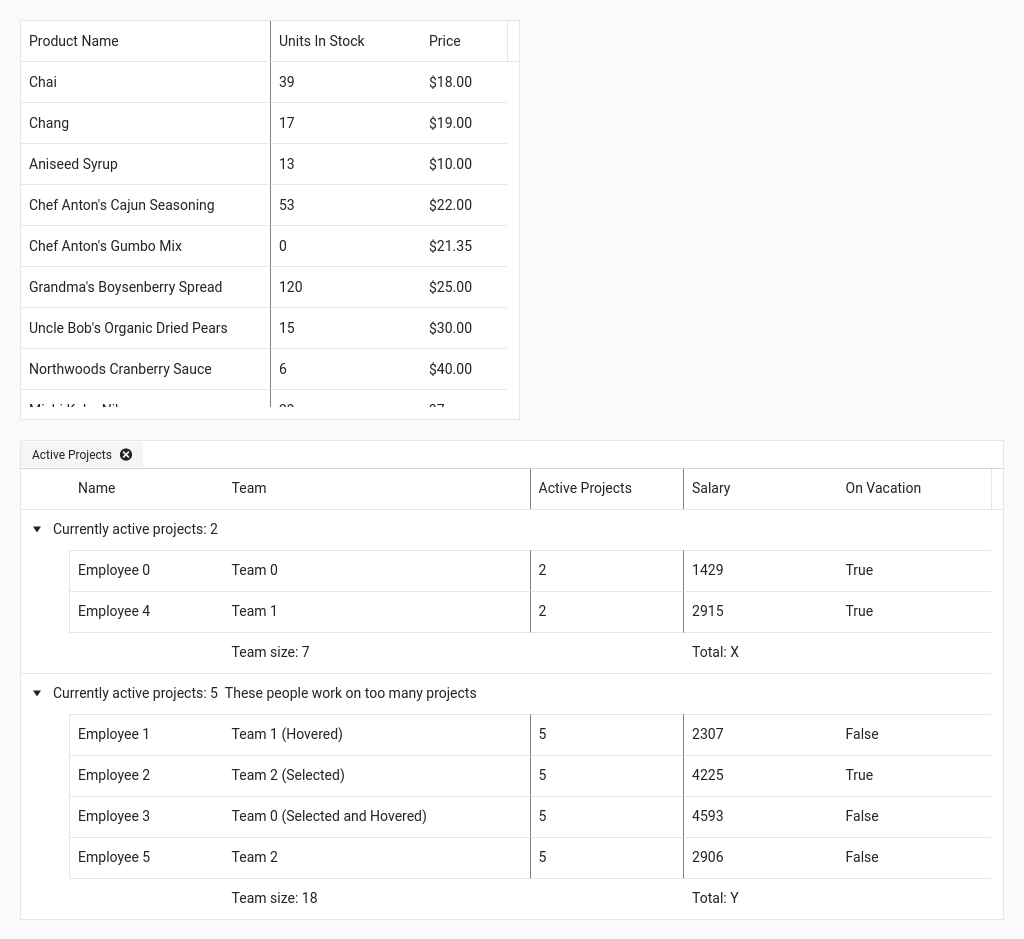 Product Name Units In Stock Price
Chai 39 $18.00
Chang 17 $19.00
Aniseed Syrup 13 $10.00
Chef Anton's Cajun Seasoning 53 $22.00
Chef Anton's Gumbo Mix 0 $21.35
Grandma's Boysenberry Spread 120 $25.00
Uncle Bob's Organic Dried Pears 15 $30.00
Northwoods Cranberry Sauce 6 $40.00
Active Projects
Name Team Active Projects Salary On Vacation
Currently active projects: 2
Employee 0 Team 0 2 1429 True
Employee 4 Team 1 2 2915 True
Team size: 7 Total: X
Currently active projects: 5 These people work on too many projects
Employee 1 Team 1 (Hovered) 5 2307 False
Employee 2 Team 2 (Selected) 5 4225 True
Employee 3 Team 0 (Selected and Hovered) 5 4593 False
Employee 5 Team 2 5 2906 False
Team size: 18 Total: Y